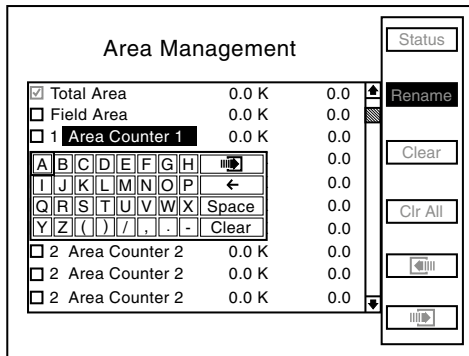 Area Management
Total Area 0.0 K 0.0
Field Area 0.0 K 0.0
1 Area Counter 1 0.0 K 0.0
A B C D E F G H 0.0
I J K L M N O P ← 0.0
Q R S T U V W X Space 0.0
Y Z ( ) / , . - Clear 0.0
2 Area Counter 2 0.0 K 0.0
2 Area Counter 2 0.0 K 0.0
2 Area Counter 2 0.0 K 0.0
Status
Rename
Clear
Clr All